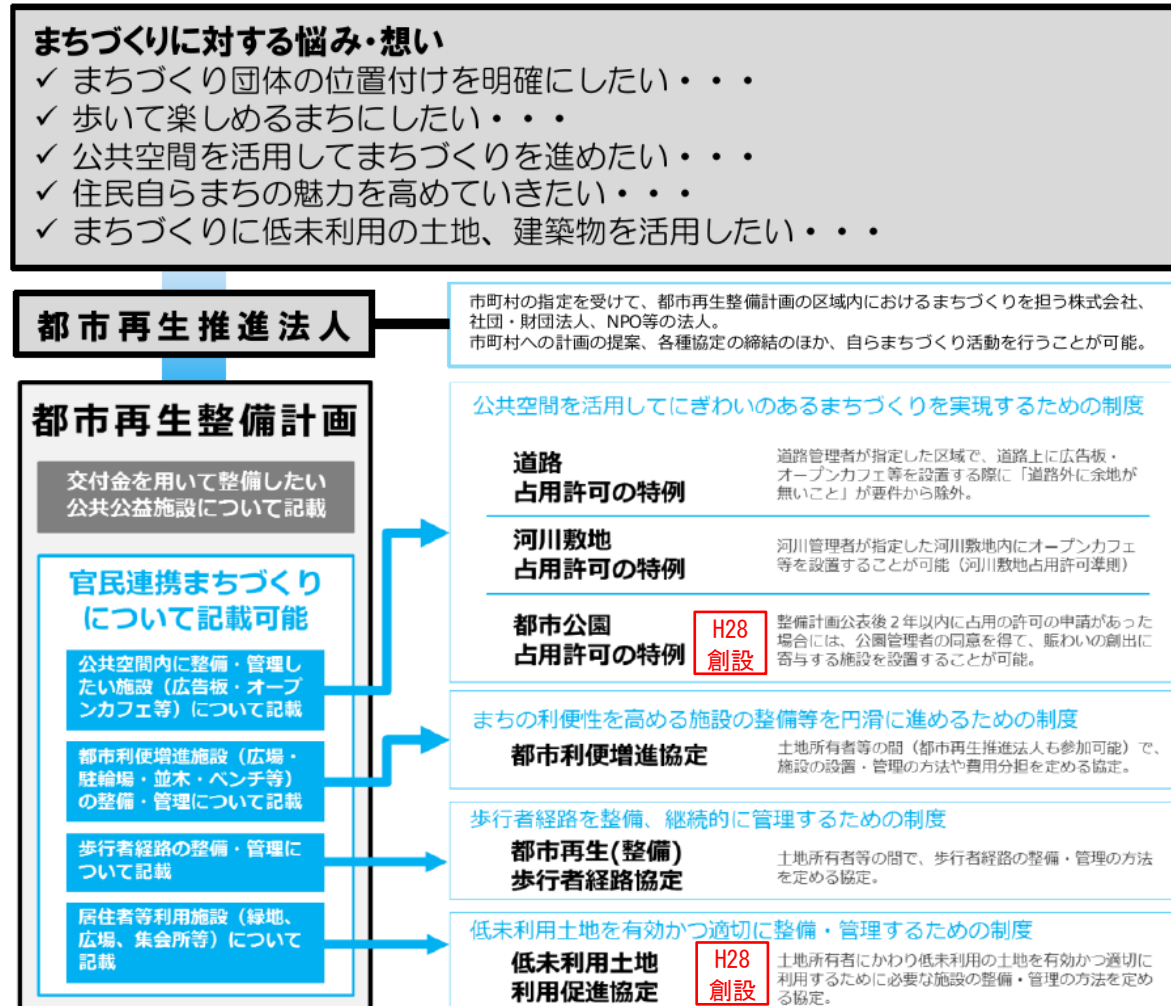 まちづくりに対する悩み・想い
✓ まちづくり団体の位置付けを明確にしたい・・・
✓ 歩いて楽しめるまちにしたい・・・
✓ 公共空間を活用してまちづくりを進めたい・・・
✓ 住民自らまちの魅力を高めていきたい・・・
✓ まちづくりに低未利用の土地、建築物を活用したい・・・
都市再生推進法人
市町村の指定を受けて、都市再生整備計画の区域内におけるまちづくりを担う株式会社、
社団・財団法人、NPO等の法人。
市町村への計画の提案、各種協定の締結のほか、自らまちづくり活動を行うことが可能。
都市再生整備計画
交付金を用いて整備したい
公共公益施設について記載
官民連携まちづくり
について記載可能
公共空間内に整備・管理し
たい施設（広告板・オープ
ンカフェ等）について記載
都市利便増進施設（広場・
駐輪場・並木・ベンチ等）
の整備・管理について記載
歩行者経路の整備・管理に
ついて記載
居住者等利用施設（緑地、
広場、集会所等）について
記載
公共空間を活用してにぎわいのあるまちづくりを実現するための制度
道路
占用許可の特例
道路管理者が指定した区域で、道路上に広告板・
オープンカフェ等を設置する際に「道路外に余地が
無いこと」が要件から除外。
河川敷地
占用許可の特例
河川管理者が指定した河川敷地内にオープンカフェ
等を設置することが可能（河川敷地占用許可準則）
都市公園
占用許可の特例
H28
創設
整備計画公表後２年以内に占用の許可の申請があった
場合には、公園管理者の同意を得て、賑わいの創出に
寄与する施設を設置することが可能。
まちの利便性を高める施設の整備等を円滑に進めるための制度
都市利便増進協定
土地所有者等の間（都市再生推進法人も参加可能）で、
施設の設置・管理の方法や費用分担を定める協定。
歩行者経路を整備、継続的に管理するための制度
都市再生(整備)
歩行者経路協定
土地所有者等の間で、歩行者経路の整備・管理の方法
を定める協定。
低未利用土地を有効かつ適切に整備・管理するための制度
低未利用土地
利用促進協定
H28
創設
土地所有者にかわり低未利用の土地を有効かつ適切に
利用するために必要な施設の整備・管理の方法を定め
る協定。